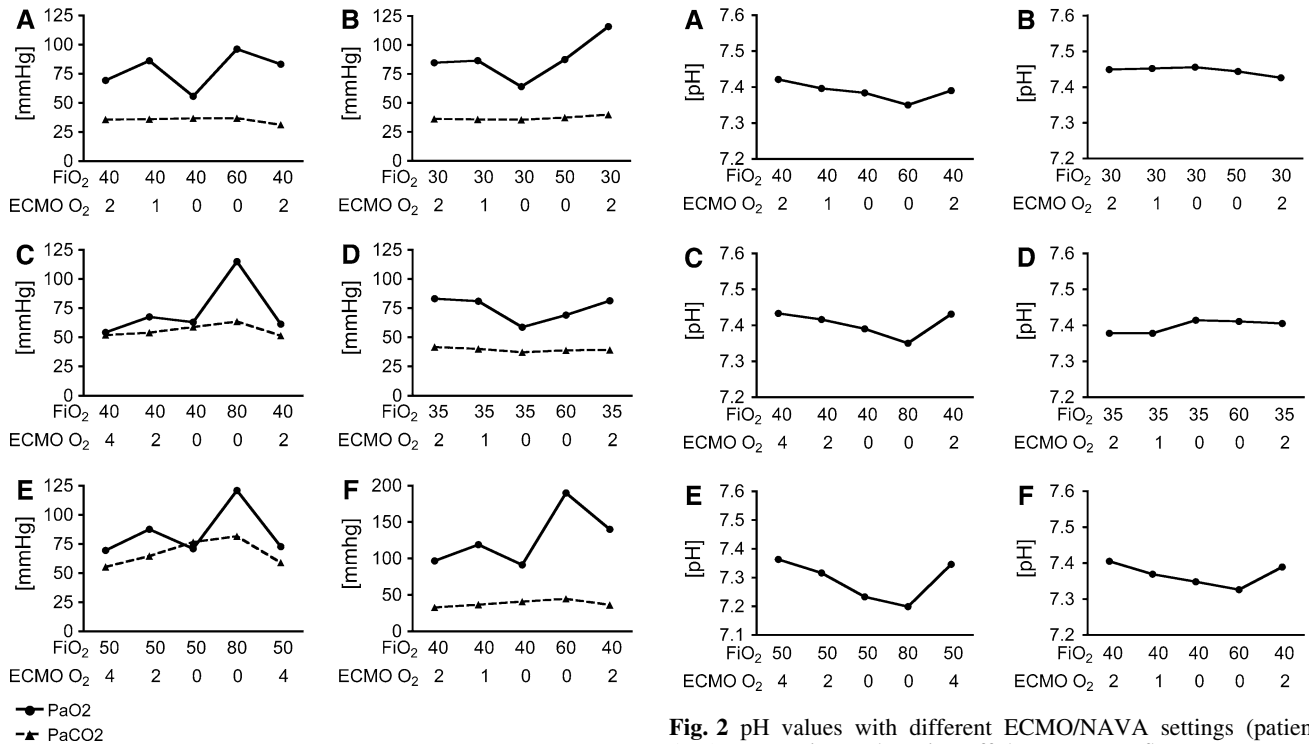 A
125
100
75
50
25
0
[mmHg]
FiO2 40 40 40 60 40
ECMO O2 2 1 0 0 2
B
125
100
75
50
25
0
[mmHg]
30 30 30 50 30
2 1 0 0 2
C
125
100
75
50
25
0
[mmHg]
FiO2 40 40 40 80 40
ECMO O2 4 2 0 0 2
D
125
100
75
50
25
0
[mmHg]
FiO2 35 35 35 60 35
ECMO O2 2 1 0 0 2
E
125
100
75
50
25
0
[mmHg]
FiO2 50 50 50 80 50
ECMO O2 4 2 0 0 4
F
200
150
100
50
0
[mmhg]
FiO2 40 40 40 60 40
ECMO O2 2 1 0 0 2
PaO2
PaCO2
A
7.6
7.5
7.4
7.3
7.2
[pH]
FiO2 40 40 40 60 40
ECMO O2 2 1 0 0 2
B
7.6
7.5
7.4
7.3
7.2
[pH]
FiO2 30 30 30 50 30
ECMO O2 2 1 0 0 2
C
7.6
7.5
7.4
7.3
7.2
[pH]
FiO2 40 40 40 80 40
ECMO O2 4 2 0 0 2
D
7.6
7.5
7.4
7.3
7.2
[pH]
FiO2 35 35 35 60 35
ECMO O2 2 1 0 0 2
E
7.6
7.5
7.4
7.3
7.2
7.1
[pH]
FiO2 50 50 50 80 50
ECMO O2 4 2 0 0 4
F
7.6
7.5
7.4
7.3
7.2
[pH]
FiO2 40 40 40 60 40
ECMO O2 2 1 0 0 2
Fig. 2 pH values with different ECMO/NAVA settings (patien